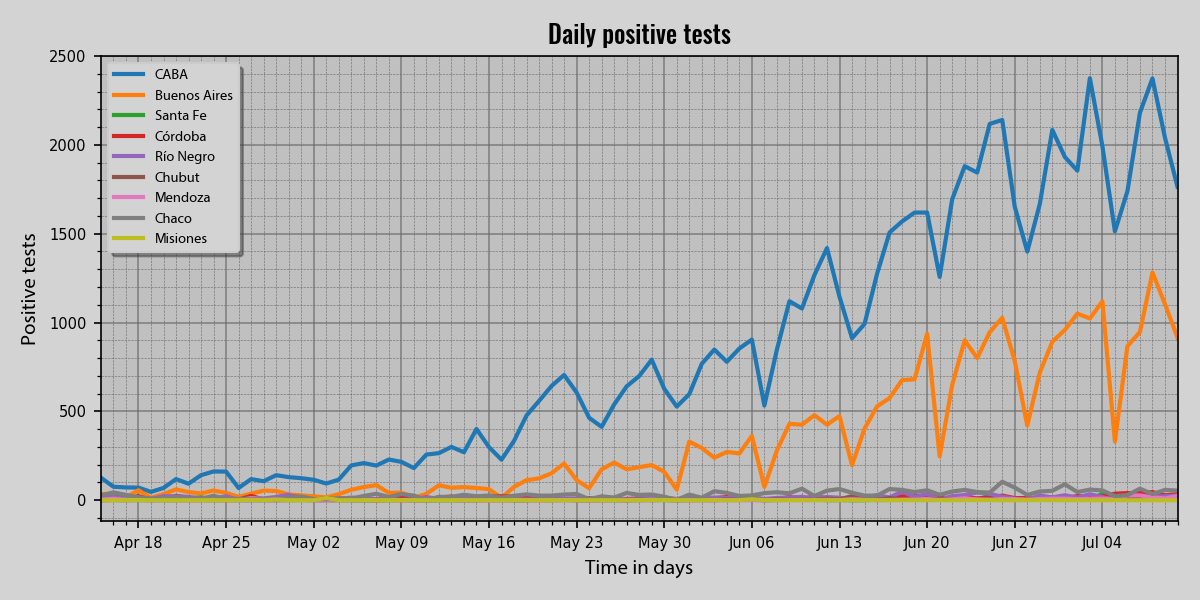 Daily positive tests
2500
2000
1500
1000
500
0
Positive tests
CABA
Buenos Aires
Santa Fe
Córdoba
Río Negro
Chubut
Mendoza
Chaco
Misiones
Apr 18 Apr 25 May 02 May 09 May 16 May 23 May 30 Jun 06 Jun 13 Jun 20 Jun 27 Jul 04
Time in days